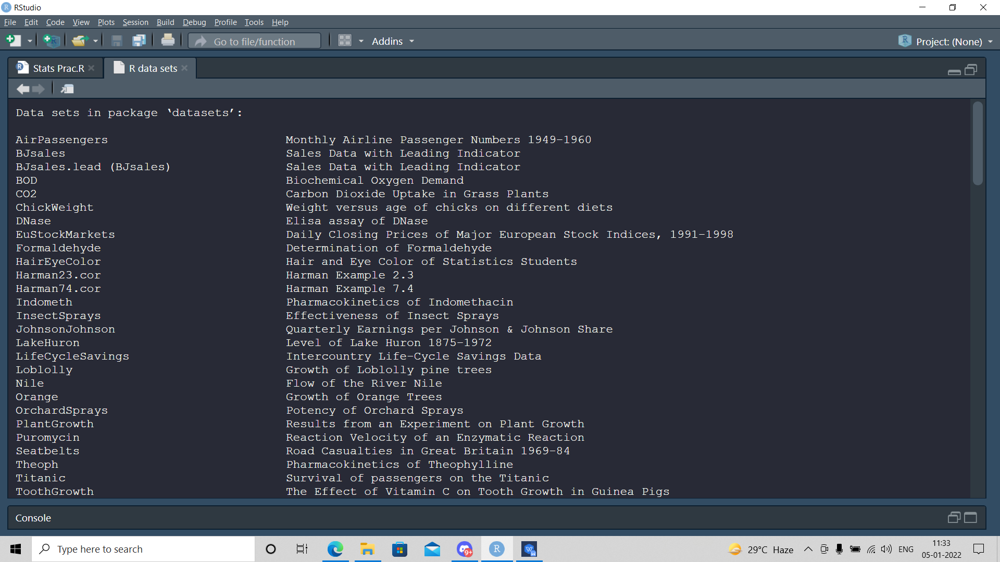 RStudio
File Edit Code View Plots Session Build Debug Profile Tools Help
Go to file/function Addins Project: (None)
Stats Prac.R R data sets
Data sets in package ‘datasets’:
AirPassengers Monthly Airline Passenger Numbers 1949-1960
BJsales Sales Data with Leading Indicator
BJsales.lead (BJsales) Sales Data with Leading Indicator
BOD Biochemical Oxygen Demand
CO2 Carbon Dioxide Uptake in Grass Plants
ChickWeight Weight versus age of chicks on different diets
DNase Elisa assay of DNase
EuStockMarkets Daily Closing Prices of Major European Stock Indices, 1991-1998
Formaldehyde Determination of Formaldehyde
HairEyeColor Hair and Eye Color of Statistics Students
Harman23.cor Harman Example 2.3
Harman74.cor Harman Example 7.4
Indometh Pharmacokinetics of Indomethacin
InsectSprays Effectiveness of Insect Sprays
JohnsonJohnson Quarterly Earnings per Johnson & Johnson Share
LakeHuron Level of Lake Huron 1875-1972
LifeCycleSavings Intercountry Life-Cycle Savings Data
Loblolly Growth of Loblolly pine trees
Nile Flow of the River Nile
Orange Growth of Orange Trees
OrchardSprays Potency of Orchard Sprays
PlantGrowth Results from an Experiment on Plant Growth
Puromycin Reaction Velocity of an Enzymatic Reaction
Seatbelts Road Casualties in Great Britain 1969-84
Theoph Pharmacokinetics of Theophylline
Titanic Survival of passengers on the Titanic
ToothGrowth The Effect of Vitamin C on Tooth Growth in Guinea Pigs
Console
Type here to search 9+ R W 29°C Haze ENG 11:33
05-01-2022